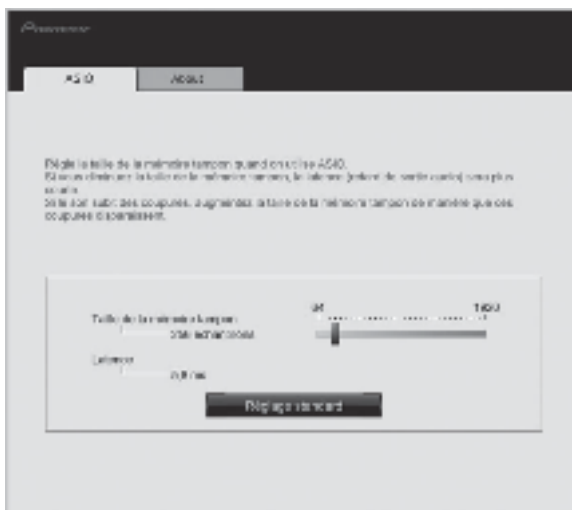 Pioneer
ASIO About
Règle la taille de la mémoire tampon quand on utilise ASIO.
Si vous diminuez la taille de la mémoire tampon, la latence (retard de sortie audio) sera plus
courte.
Si le son subit des coupures, augmentez la taille de la mémoire tampon de manière que ces
coupures disparaissent.
64 1920
Taille de la mémoire tampon
256 échantillons
Latence
ms
Réglage standard